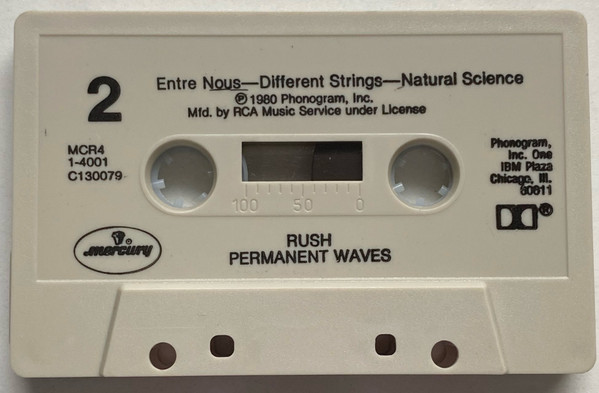 2
Entre Nous—Different Strings—Natural Science
℗ 1980 Phonogram, Inc.
Mfd. by RCA Music Service under License
MCR4
1-4001
C130079
Phonogram,
Inc. One
IBM Plaza
Chicago, Ill.
60611
®
100 50 0
mercury
RUSH
PERMANENT WAVES